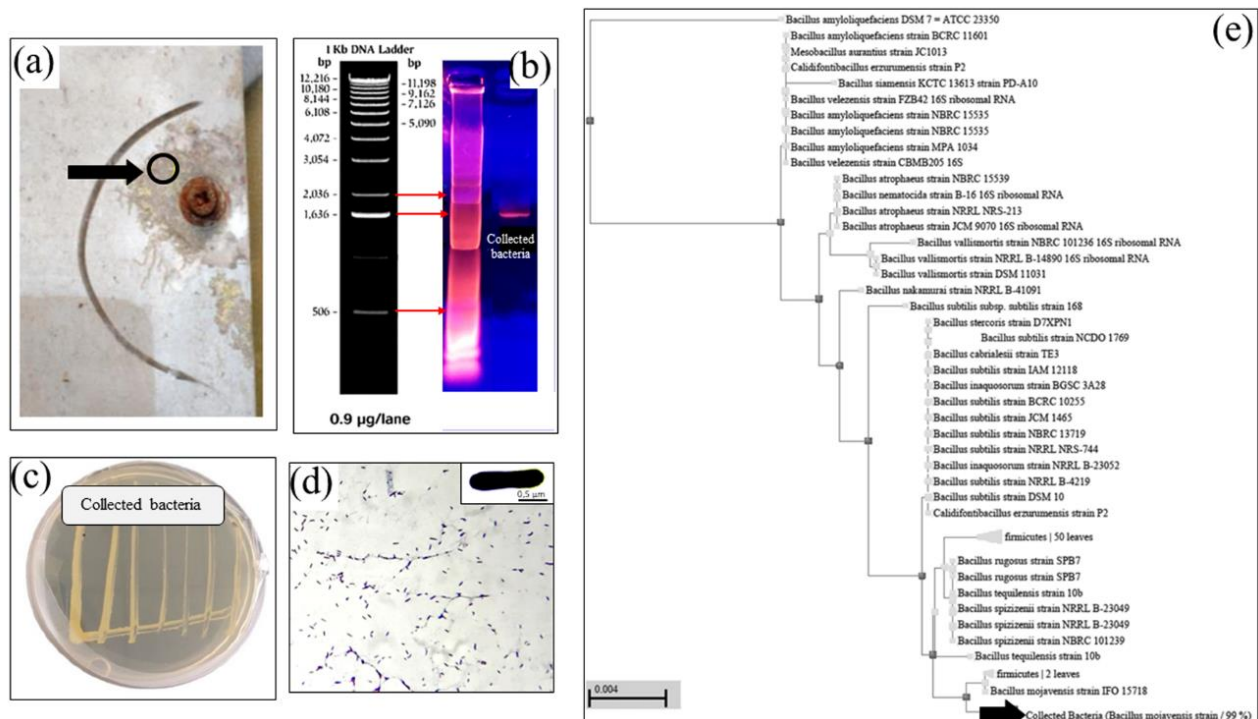 (a)
(b)
1 Kb DNA Ladder
bp
bp
12,216
10,180
8,144
6,108
4,072
3,054
2,036
1,636
506
11,198
9,162
7,126
5,090
Collected
bacteria
0.9 µg/lane
(c)
Collected bacteria
(d)
0,5 µm
(e)
Bacillus amyloliquefaciens DSM 7 = ATCC 23350
Bacillus amyloliquefaciens strain BCRC 11601
Mesobacillus aurantius strain JC1013
Calidifontibacillus erzurumensis strain P2
Bacillus siamensis KCTC 13613 strain PD-A10
Bacillus velezensis strain FZB42 16S ribosomal RNA
Bacillus amyloliquefaciens strain NBRC 15535
Bacillus amyloliquefaciens strain NBRC 15535
Bacillus amyloliquefaciens strain MPA 1034
Bacillus velezensis strain CBMB205 16S
Bacillus atrophaeus strain NBRC 15539
Bacillus nematocida strain B-16 16S ribosomal RNA
Bacillus atrophaeus strain NRRL NRS-213
Bacillus atrophaeus strain JCM 9070 16S ribosomal RNA
Bacillus vallismortis strain NBRC 101236 16S ribosomal RNA
Bacillus vallismortis strain NRRL B-14890 16S ribosomal RNA
Bacillus vallismortis strain DSM 11031
Bacillus nakamurai strain NRRL B-41091
Bacillus subtilis subsp. subtilis strain 168
Bacillus stercoris strain D7XPN1
Bacillus subtilis strain NCDO 1769
Bacillus cabrialesii strain TE3
Bacillus subtilis strain IAM 12118
Bacillus inaquosorum strain BGSC 3A28
Bacillus subtilis strain BCRC 10255
Bacillus subtilis strain JCM 1465
Bacillus subtilis strain NBRC 13719
Bacillus subtilis strain NRRL NRS-744
Bacillus inaquosorum strain NRRL B-23052
Bacillus subtilis strain NRRL B-4219
Bacillus subtilis strain DSM 10
Calidifontibacillus erzurumensis strain P2
firmicutes | 50 leaves
Bacillus rugosus strain SPB7
Bacillus rugosus strain SPB7
Bacillus tequilensis strain 10b
Bacillus spizizenii strain NRRL B-23049
Bacillus spizizenii strain NRRL B-23049
Bacillus spizizenii strain NBRC 101239
Bacillus tequilensis strain 10b
firmicutes | 2 leaves
Bacillus mojavensis strain IFO 15718
Collected Bacteria (Bacillus mojavensis strain / 99 %)
0.004